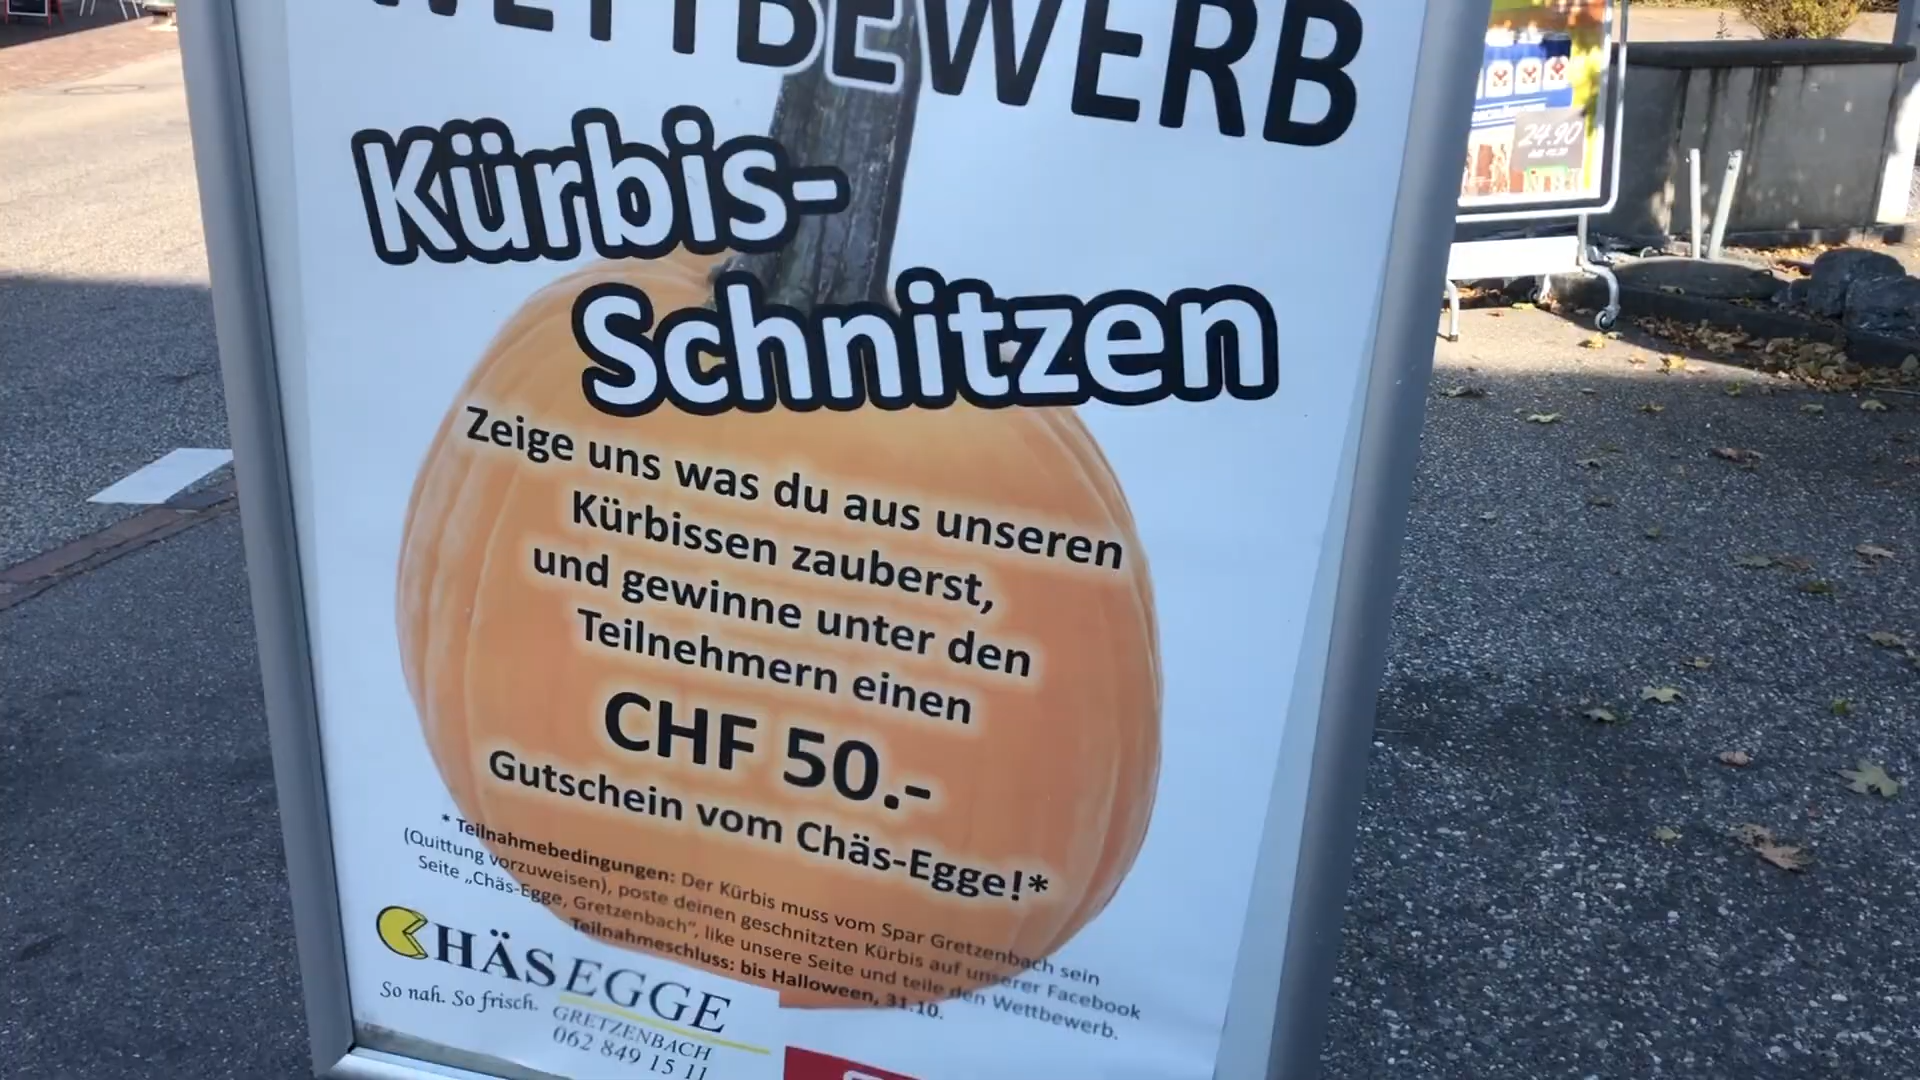 WETTBEWERB
Kürbis-
Schnitzen
Zeige uns was du aus unseren
Kürbissen zauberst,
und gewinne unter den
Teilnehmern einen
CHF 50.-
Gutschein vom Chäs-Egge!*
* Teilnahmebedingungen: Der Kürbis muss vom Spar Gretzenbach sein
(Quittung vorzuweisen), poste deinen geschnitzten Kürbis auf unserer Facebook
Seite „Chäs-Egge, Gretzenbach“, like unsere Seite und teile den Wettbewerb.
Teilnahmeschluss: bis Halloween, 31.10.
CHÄSEGGE
So nah. So frisch.
GRETZENBACH
062 849 15 11
24.90